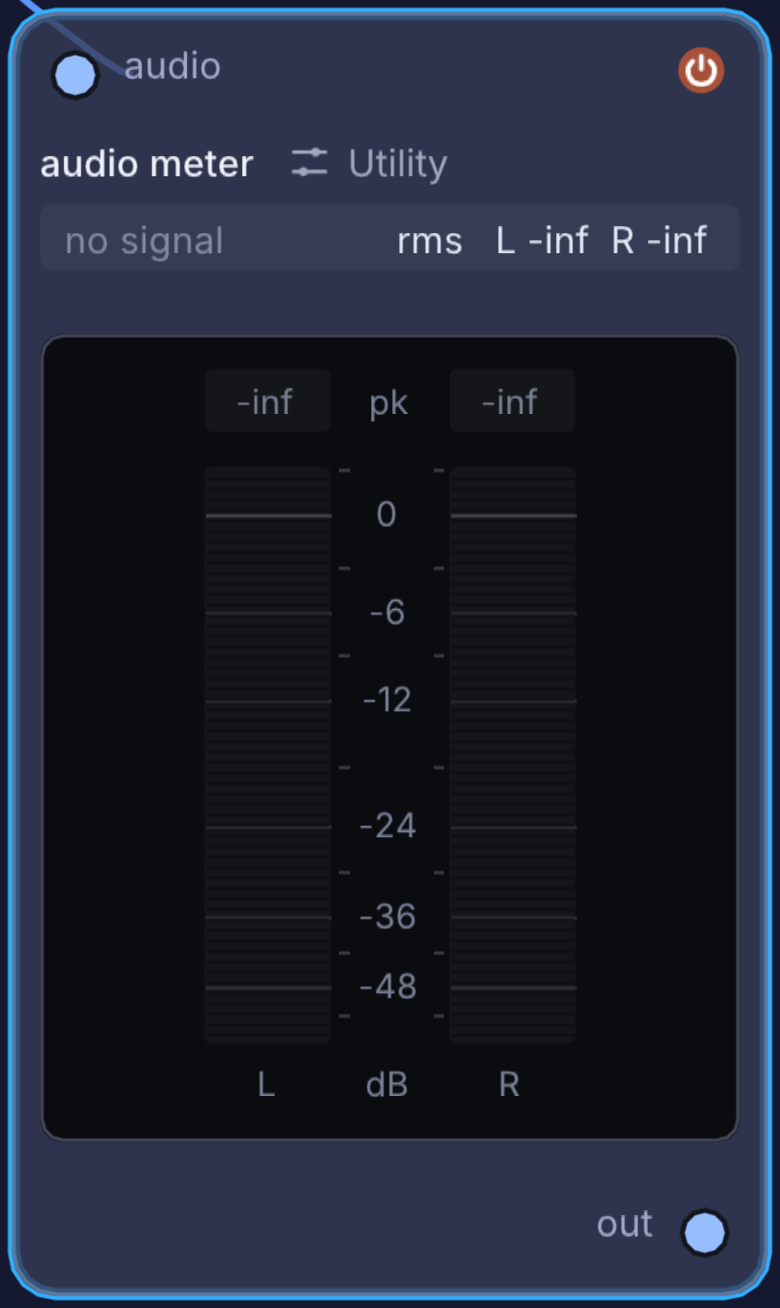 audio
audio meter Utility
no signal rms L -inf R -inf
-inf pk -inf
0
-6
-12
-24
-36
-48
L dB R
out